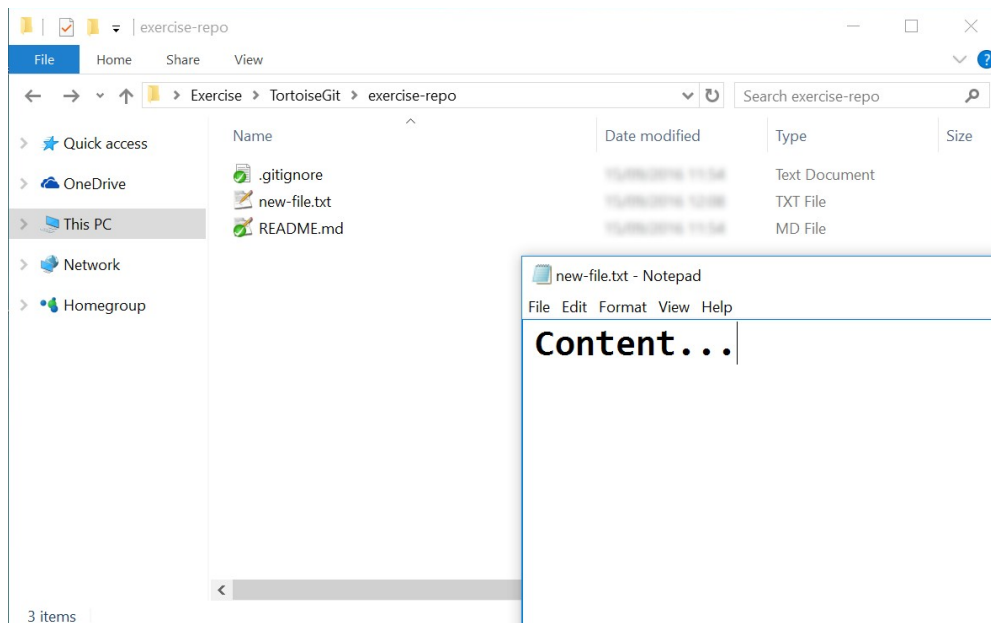 exercise-repo
File Home Share View
Exercise TortoiseGit exercise-repo Search exercise-repo
Quick access
OneDrive
This PC
Network
Homegroup
Name Date modified Type Size
.gitignore Text Document
new-file.txt TXT File
README.md MD File
new-file.txt - Notepad
File Edit Format View Help
Content...
3 items